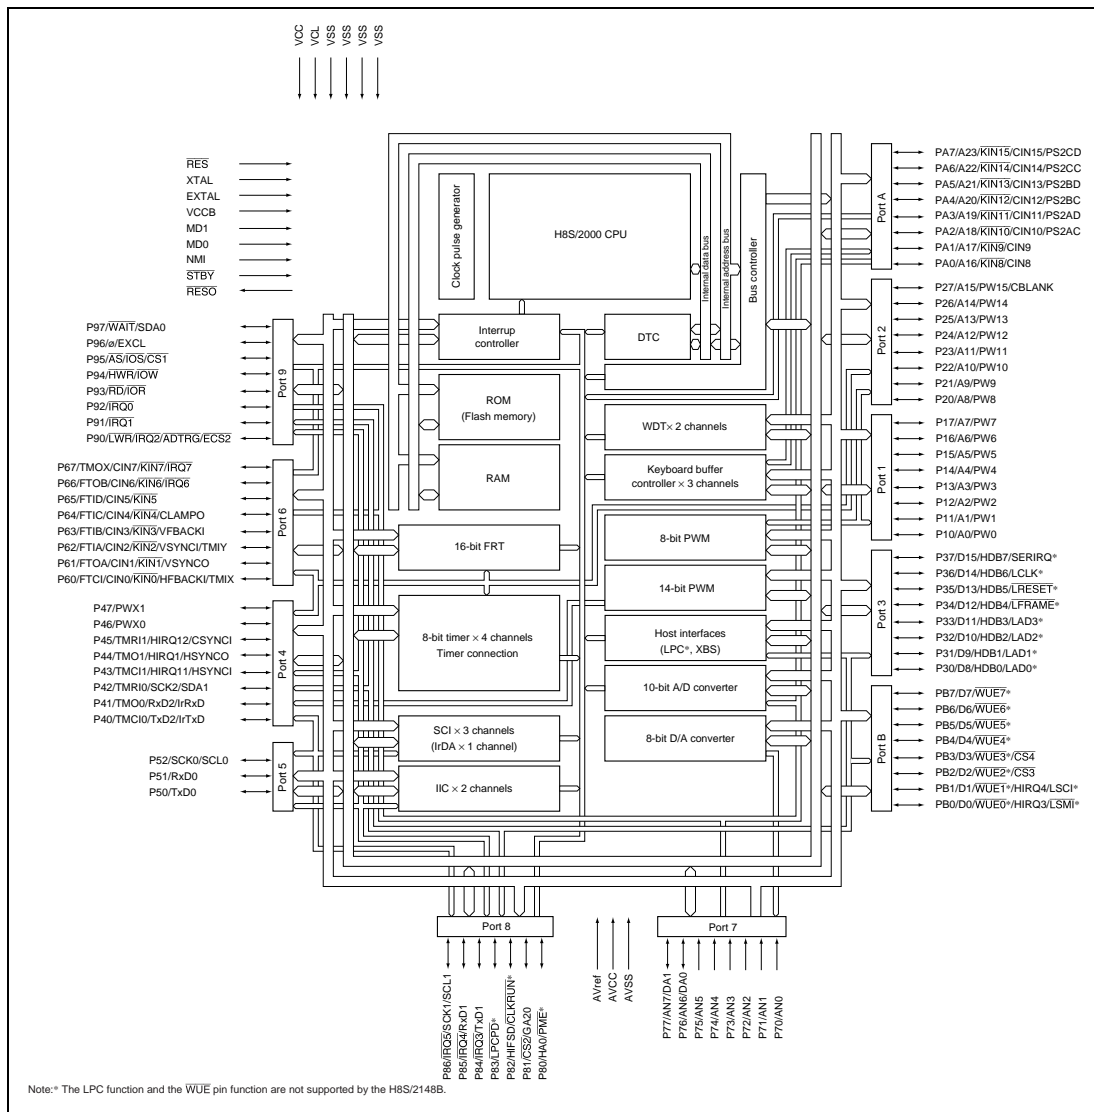 VCC
VCL
VSS
VSS
VSS
VSS
RES
XTAL
EXTAL
VCCB
MD1
MD0
NMI
STBY
RESO
P97/WAIT/SDA0
P96/ø/EXCL
P95/AS/IOS/CS1
P94/HWR/IOW
P93/RD/IOR
P92/IRQ0
P91/IRQ1
P90/LWR/IRQ2/ADTRG/ECS2
Port 9
P67/TMOX/CIN7/KIN7/IRQ7
P66/FTOB/CIN6/KIN6/IRQ6
P65/FTID/CIN5/KIN5
P64/FTIC/CIN4/KIN4/CLAMPO
P63/FTIB/CIN3/KIN3/VFBACKI
P62/FTIA/CIN2/KIN2/VSYNCI/TMIY
P61/FTOA/CIN1/KIN1/VSYNCO
P60/FTCI/CIN0/KIN0/HFBACKI/TMIX
Port 6
P47/PWX1
P46/PWX0
P45/TMRI1/HIRQ12/CSYNCI
P44/TMO1/HIRQ1/HSYNCO
P43/TMCI1/HIRQ11/HSYNCI
P42/TMRI0/SCK2/SDA1
P41/TMO0/RxD2/IrRxD
P40/TMCI0/TxD2/IrTxD
Port 4
P52/SCK0/SCL0
P51/RxD0
P50/TxD0
Port 5
Clock pulse generator
H8S/2000 CPU
Internal data bus
Internal address bus
Bus controller
Interrup
controller
DTC
ROM
(Flash memory)
RAM
WDT× 2 channels
Keyboard buffer
controller × 3 channels
16-bit FRT
8-bit PWM
14-bit PWM
8-bit timer × 4 channels
Timer connection
Host interfaces
(LPC*, XBS)
10-bit A/D converter
SCI × 3 channels
(IrDA × 1 channel)
8-bit D/A converter
IIC × 2 channels
Port A
PA7/A23/KIN15/CIN15/PS2CD
PA6/A22/KIN14/CIN14/PS2CC
PA5/A21/KIN13/CIN13/PS2BD
PA4/A20/KIN12/CIN12/PS2BC
PA3/A19/KIN11/CIN11/PS2AD
PA2/A18/KIN10/CIN10/PS2AC
PA1/A17/KIN9/CIN9
PA0/A16/KIN8/CIN8
Port 2
P27/A15/PW15/CBLANK
P26/A14/PW14
P25/A13/PW13
P24/A12/PW12
P23/A11/PW11
P22/A10/PW10
P21/A9/PW9
P20/A8/PW8
Port 1
P17/A7/PW7
P16/A6/PW6
P15/A5/PW5
P14/A4/PW4
P13/A3/PW3
P12/A2/PW2
P11/A1/PW1
P10/A0/PW0
Port 3
P37/D15/HDB7/SERIRQ*
P36/D14/HDB6/LCLK*
P35/D13/HDB5/LRESET*
P34/D12/HDB4/LFRAME*
P33/D11/HDB3/LAD3*
P32/D10/HDB2/LAD2*
P31/D9/HDB1/LAD1*
P30/D8/HDB0/LAD0*
Port B
PB7/D7/WUE7*
PB6/D6/WUE6*
PB5/D5/WUE5*
PB4/D4/WUE4*
PB3/D3/WUE3*/CS4
PB2/D2/WUE2*/CS3
PB1/D1/WUE1*/HIRQ4/LSCI*
PB0/D0/WUE0*/HIRQ3/LSMI*
Port 8
P86/IRQ5/SCK1/SCL1
P85/IRQ4/RxD1
P84/IRQ3/TxD1
P83/LPCPD*
P82/HIFSD/CLKRUN*
P81/CS2/GA20
P80/HA0/PME*
AVref
AVCC
AVSS
Port 7
P77/AN7/DA1
P76/AN6/DA0
P75/AN5
P74/AN4
P73/AN3
P72/AN2
P71/AN1
P70/AN0
Note:* The LPC function and the WUE pin function are not supported by the H8S/2148B.